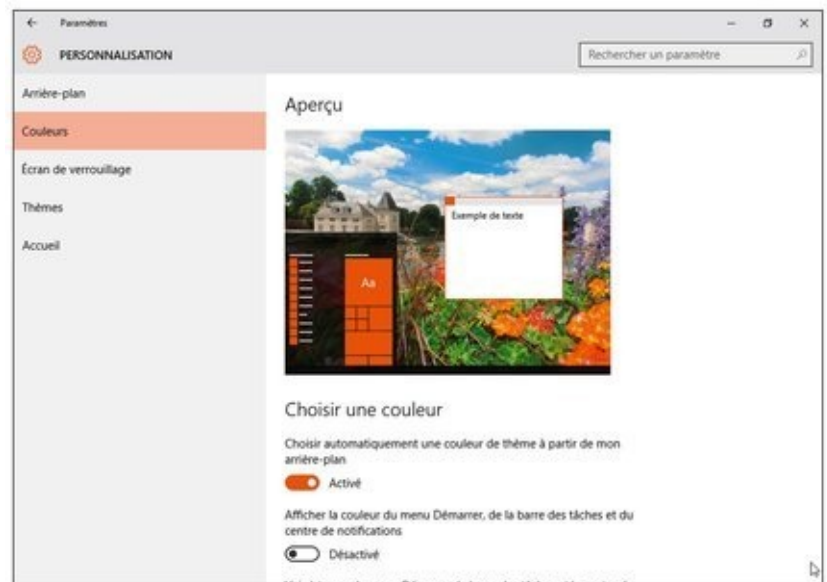 Paramètres
PERSONNALISATION
Rechercher un paramètre
Arrière-plan
Couleurs
Écran de verrouillage
Thèmes
Accueil
Aperçu
Exemple de texte
Aa
Choisir une couleur
Choisir automatiquement une couleur de thème à partir de mon
arrière-plan
Activé
Afficher la couleur du menu Démarrer, de la barre des tâches et du
centre de notifications
Désactivé